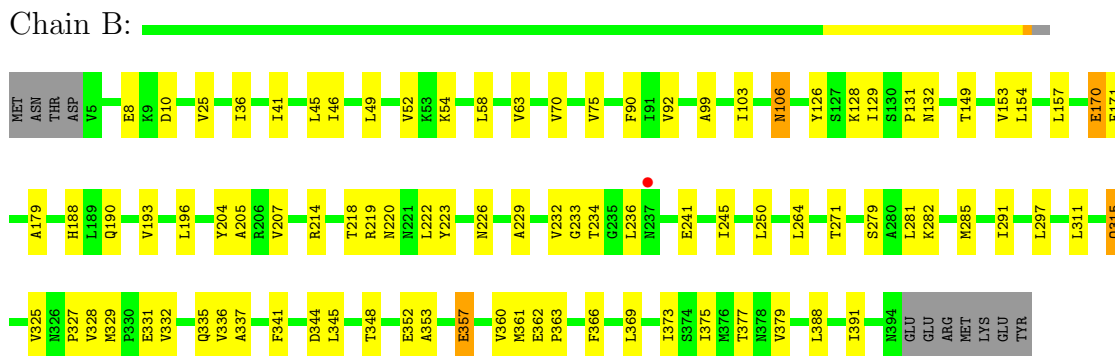 Chain B:
MET ASN THR ASP V5 E8 K9 D10 V25 I36 I41 L45 I46 L49 V52 K53 K54 L58 V63 V70 V75 F90 I91 V92 A99 I103 N106 Y126 S127 K128 I129 S130 P131 N132 T149 V153 L154 L157 E170
A179 H188 L189 Q190 V193 L196 Y204 A205 R206 V207 R214 T218 R219 N220 N221 L222 Y223 N226 A229 V232 G233 T234 G235 L236 N237 E241 I245 L250 L264 T271 S279 A280 L281 K282 M285 I291 L297 L311
V325 N326 P327 V328 M329 P330 E331 V332 Q335 V336 A337 F341 D344 L345 T348 E352 A353 E357 V360 M361 E362 P363 F366 L369 I373 S374 I375 M376 T377 N378 V379 L388 I391 N394 GLU GLU ARG MET LYS GLU TYR